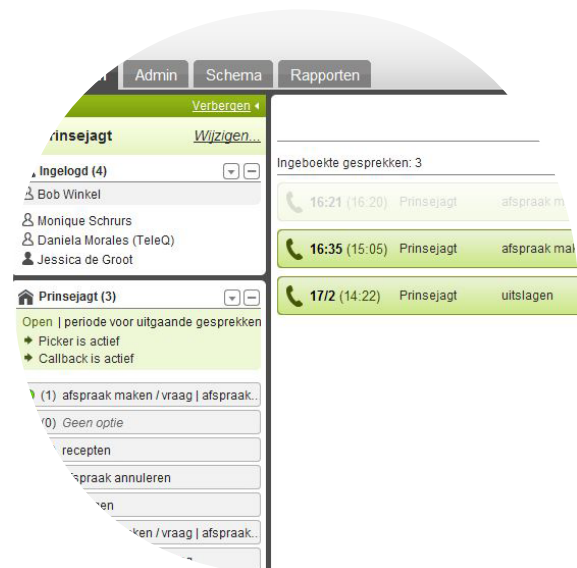 Admin Schema Rapporten
Verbergen
Prinsejagt Wijzigen...
Ingelogd (4)
Bob Winkel
Monique Schrurs
Daniela Morales (TeleQ)
Jessica de Groot
Prinsejagt (3)
Open | periode voor uitgaande gesprekken
Picker is actief
Callback is actief
(1) afspraak maken / vraag | afspraak..
(0) Geen optie
recepten
afspraak annuleren
ken / vraag | afspraak..
Ingeboekte gesprekken: 3
16:21 (16:20) Prinsejagt afspraak m
16:35 (15:05) Prinsejagt afspraak mak
17/2 (14:22) Prinsejagt uitslagen